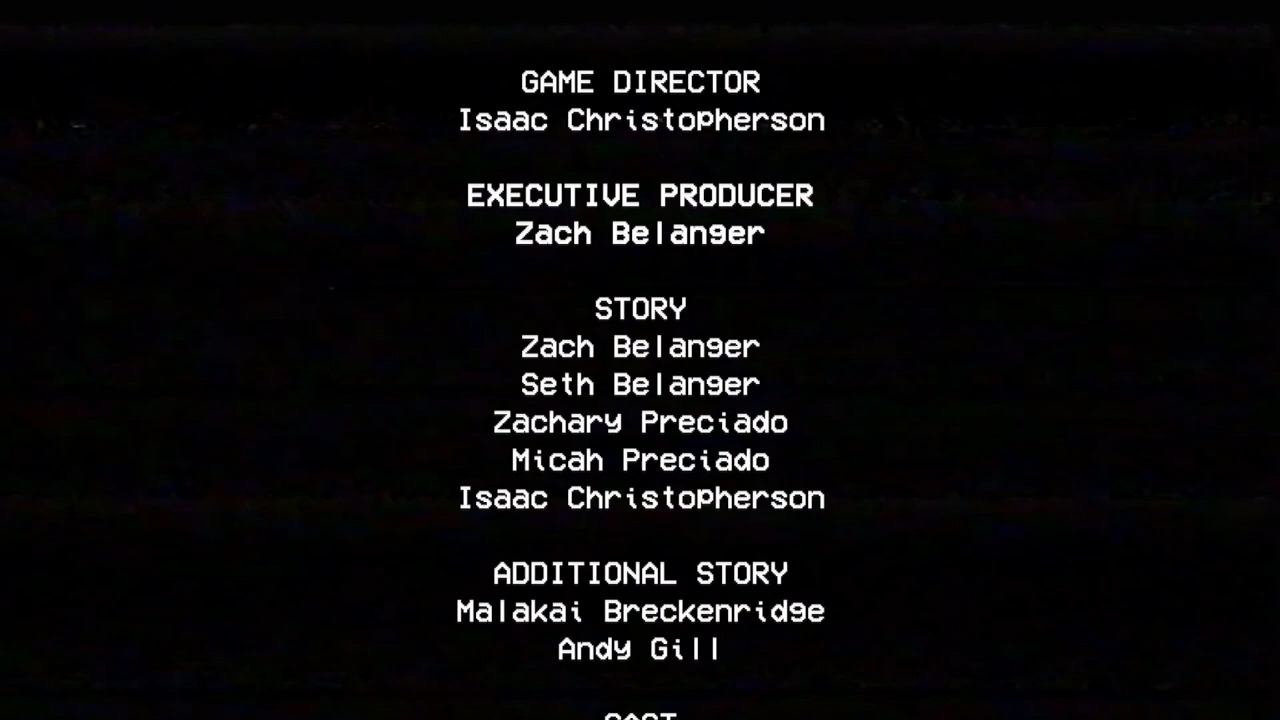 GAME DIRECTOR
Isaac Christopherson
EXECUTIVE PRODUCER
Zach Belanger
STORY
Zach Belanger
Seth Belanger
Zachary Preciado
Micah Preciado
Isaac Christopherson
ADDITIONAL STORY
Malakai Breckenridge
Andy Gill
CAST